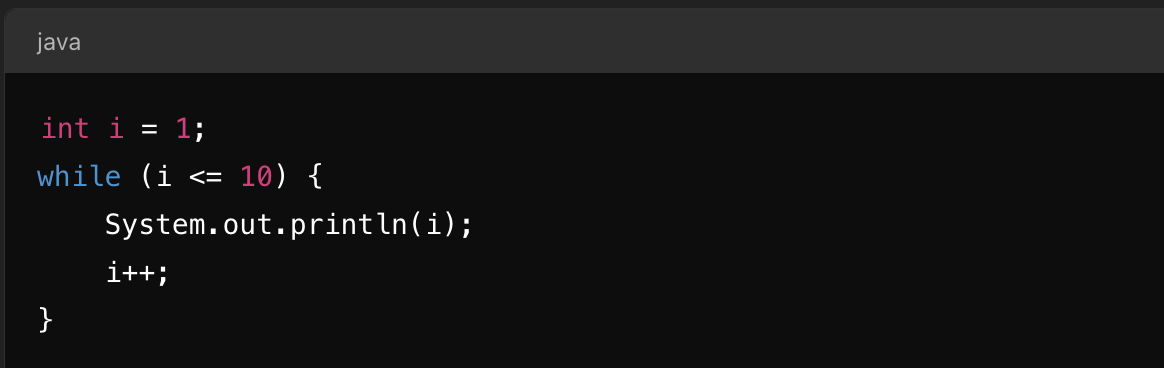 java
int i = 1;
while (i <= 10) {
    System.out.println(i);
    i++;
}